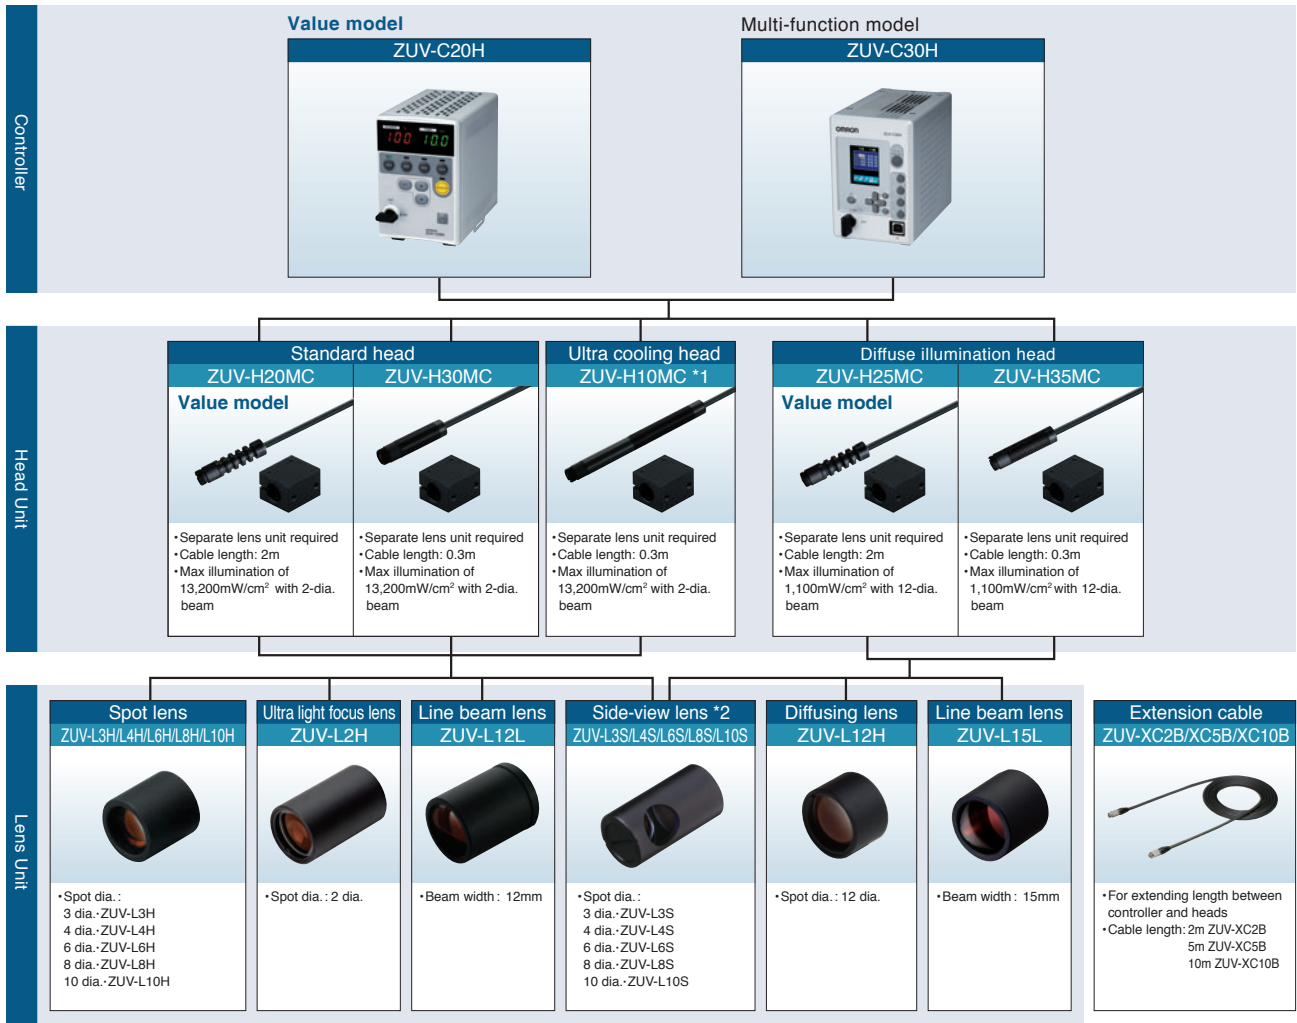 Controller
Value model
ZUV-C20H
100 100
Multi-function model
ZUV-C30H
OMRON
Head Unit
Standard head
ZUV-H20MC
ZUV-H30MC
Ultra cooling head
ZUV-H10MC *1
Diffuse illumination head
ZUV-H25MC
ZUV-H35MC
Value model
・Separate lens unit required
・Cable length: 2m
・Max illumination of
13,200mW/cm² with 2-dia.
beam
・Separate lens unit required
・Cable length: 0.3m
・Max illumination of
13,200mW/cm² with 2-dia.
beam
・Separate lens unit required
・Cable length: 0.3m
・Max illumination of
13,200mW/cm² with 2-dia.
beam
Value model
・Separate lens unit required
・Cable length: 2m
・Max illumination of
1,100mW/cm² with 12-dia.
beam
・Separate lens unit required
・Cable length: 0.3m
・Max illumination of
1,100mW/cm² with 12-dia.
beam
Lens Unit
Spot lens
ZUV-L3H/L4H/L6H/L8H/L10H
・Spot dia. :
3 dia.・ZUV-L3H
4 dia.・ZUV-L4H
6 dia.・ZUV-L6H
8 dia.・ZUV-L8H
10 dia.・ZUV-L10H
Ultra light focus lens
ZUV-L2H
・Spot dia. : 2 dia.
Line beam lens
ZUV-L12L
・Beam width : 12mm
Side-view lens *2
ZUV-L3S/L4S/L6S/L8S/L10S
・Spot dia. :
3 dia.・ZUV-L3S
4 dia.・ZUV-L4S
6 dia.・ZUV-L6S
8 dia.・ZUV-L8S
10 dia.・ZUV-L10S
Diffusing lens
ZUV-L12H
・Spot dia. : 12 dia.
Line beam lens
ZUV-L15L
・Beam width : 15mm
Extension cable
ZUV-XC2B/XC5B/XC10B
・For extending length between
controller and heads
・Cable length: 2m ZUV-XC2B
5m ZUV-XC5B
10m ZUV-XC10B